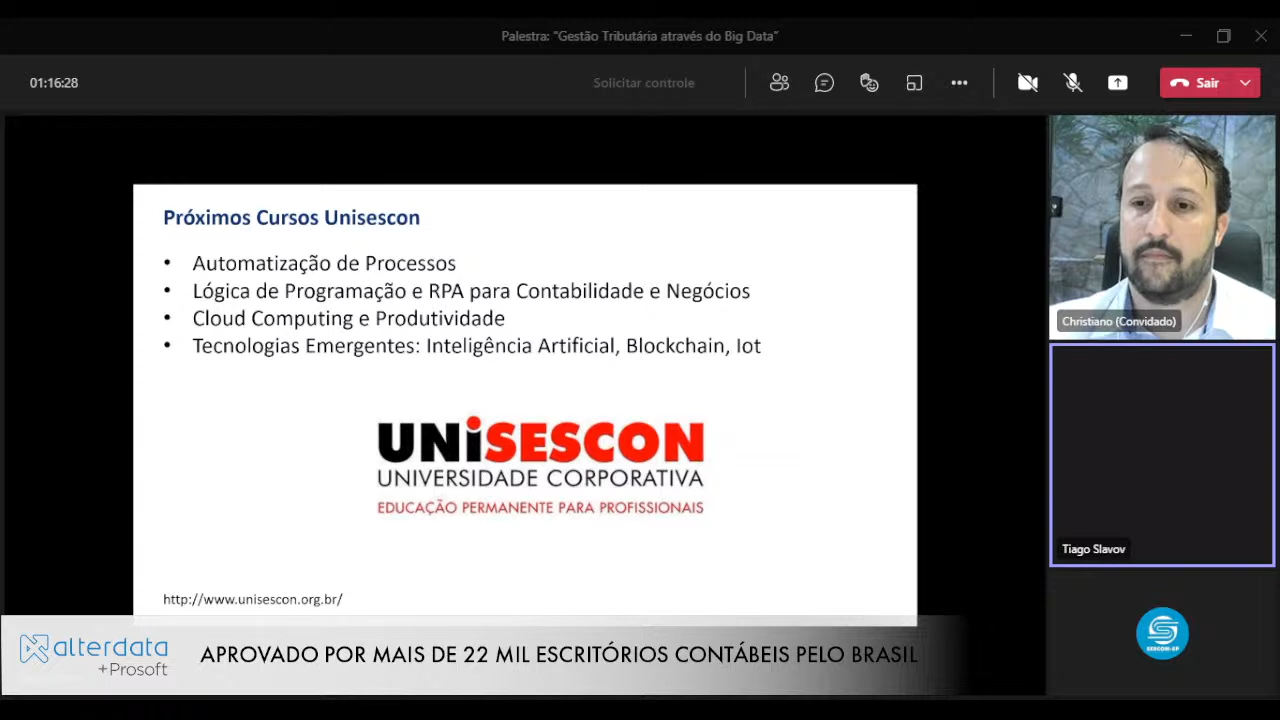 Palestra: "Gestão Tributária através do Big Data"
01:16:28
Solicitar controle
Sair
Próximos Cursos Unisescon
• Automatização de Processos
• Lógica de Programação e RPA para Contabilidade e Negócios
• Cloud Computing e Produtividade
• Tecnologias Emergentes: Inteligência Artificial, Blockchain, Iot
UNiSESCON
UNIVERSIDADE CORPORATIVA
EDUCAÇÃO PERMANENTE PARA PROFISSIONAIS
http://www.unisescon.org.br/
Christiano (Convidado)
Tiago Slavov
SESCON-SP
alterdata
+Prosoft
APROVADO POR MAIS DE 22 MIL ESCRITÓRIOS CONTÁBEIS PELO BRASIL